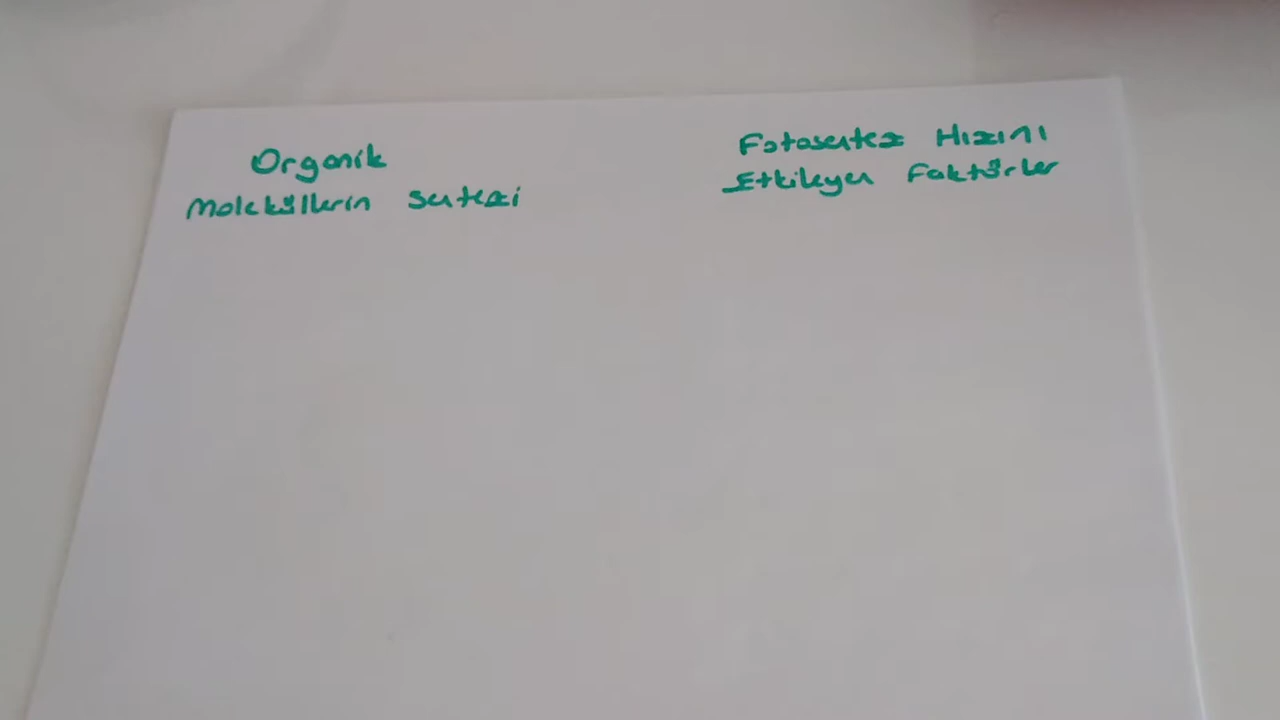 Organik
Moleküllerin Sentezi
Fotosentez Hızını
Etkileyen Faktörler